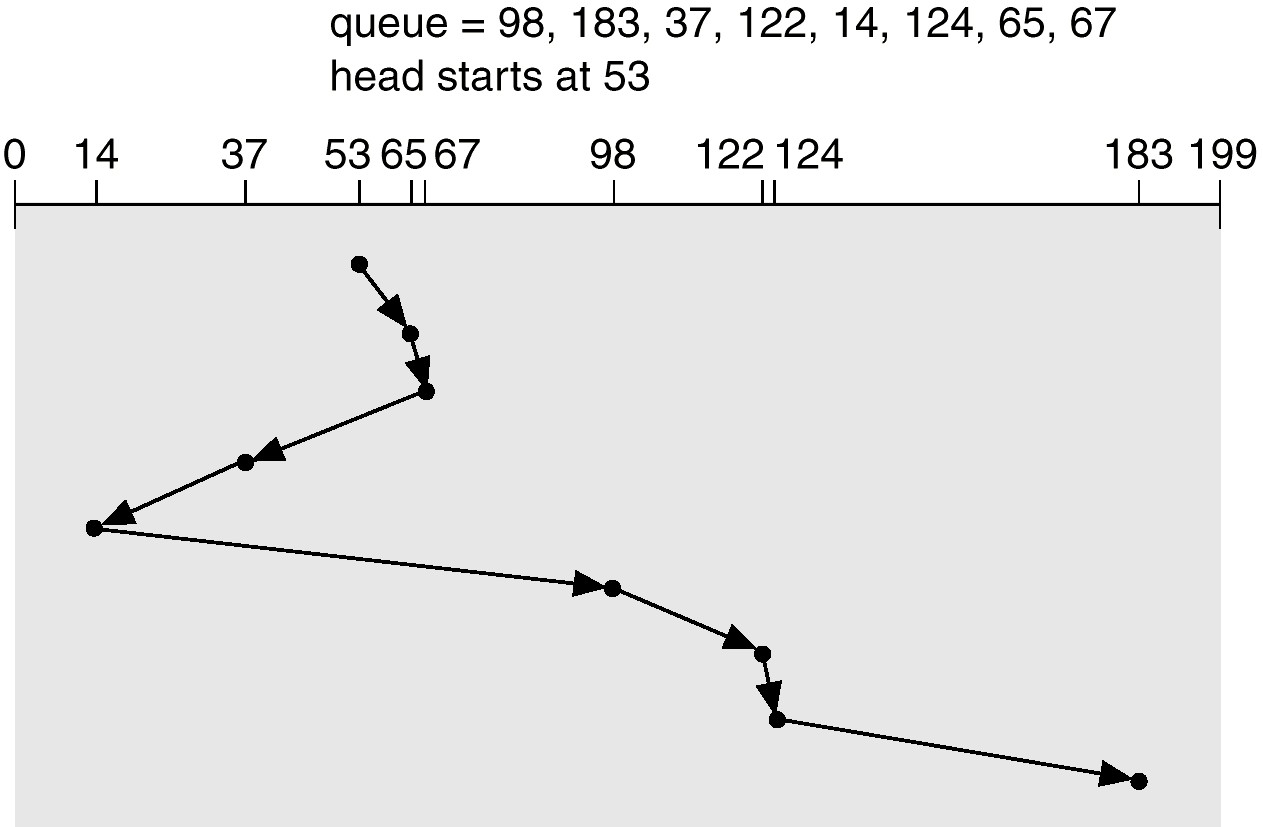 queue = 98, 183, 37, 122, 14, 124, 65, 67
head starts at 53
0 14 37 53 65 67 98 122 124 183 199